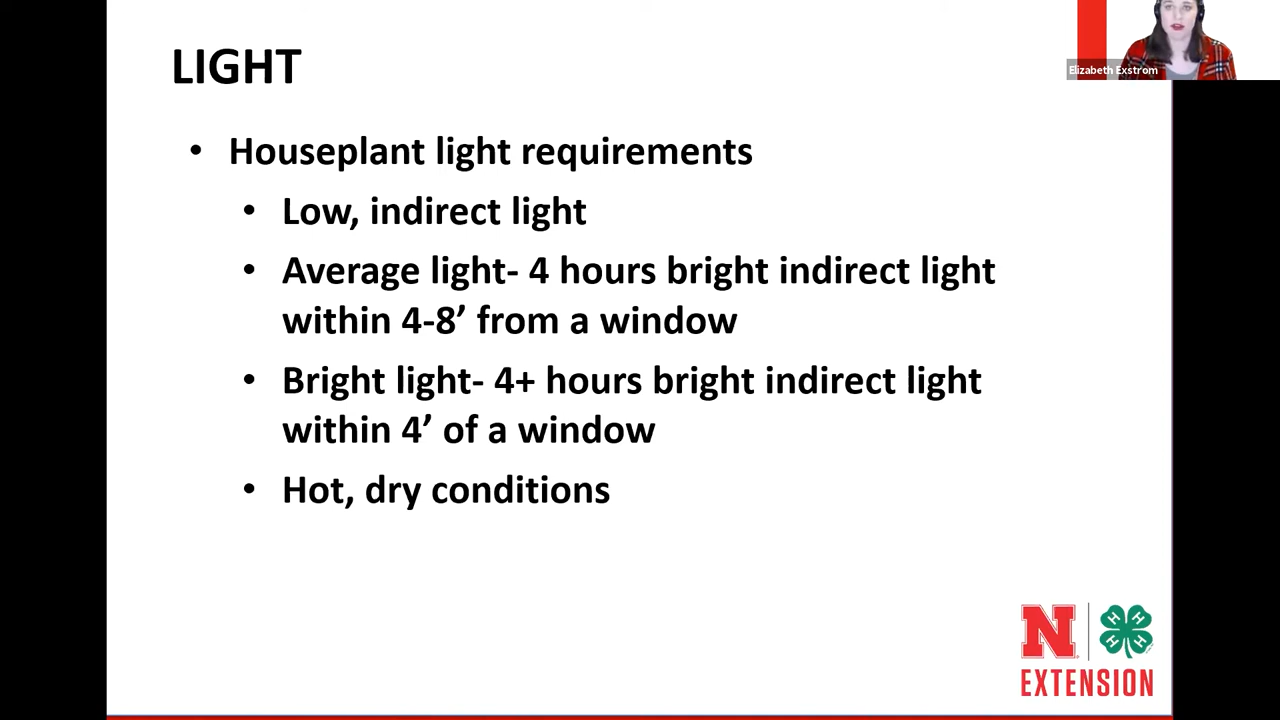 Elizabeth Exstrom
LIGHT
• Houseplant light requirements
• Low, indirect light
• Average light- 4 hours bright indirect light
within 4-8’ from a window
• Bright light- 4+ hours bright indirect light
within 4’ of a window
• Hot, dry conditions
N
H H H H
EXTENSION